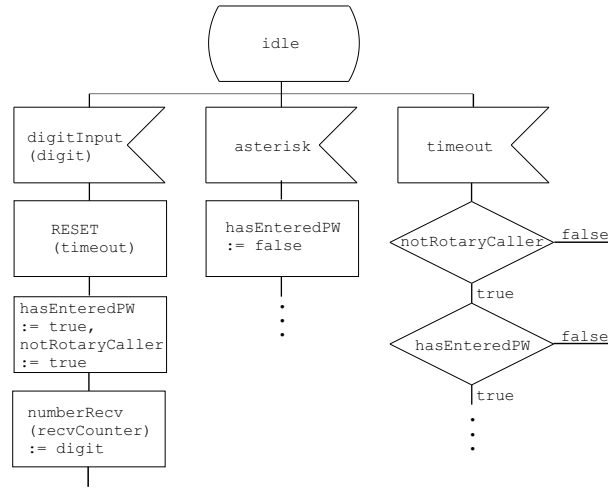 idle
digitInput
(digit)
asterisk
timeout
RESET
(timeout)
hasEnteredPW
:= false
notRotaryCaller
false
true
hasEnteredPW
:= true,
notRotaryCaller
:= true
hasEnteredPW
false
true
numberRecv
(recvCounter)
:= digit